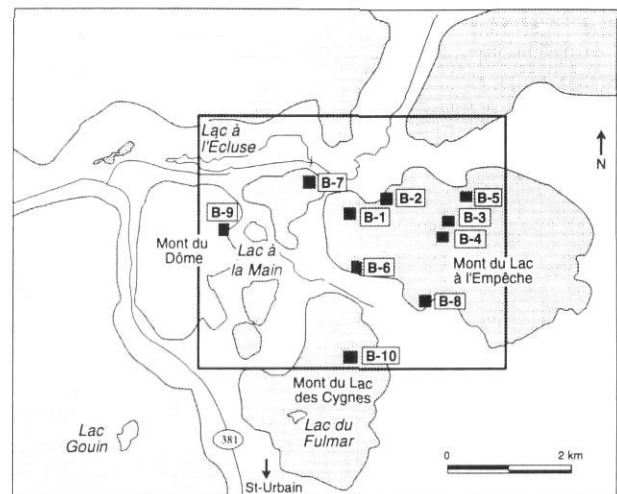 Lac à
l'Ecluse
N
B-7
B-2
B-5
B-1
B-3
B-9
B-4
Mont du
Dôme
Lac à
la Main
B-6
Mont du Lac
à l'Empêche
B-8
B-10
Mont du Lac
des Cygnes
Lac du
Fulmar
Lac
Gouin
381
0
2 km
St-Urbain